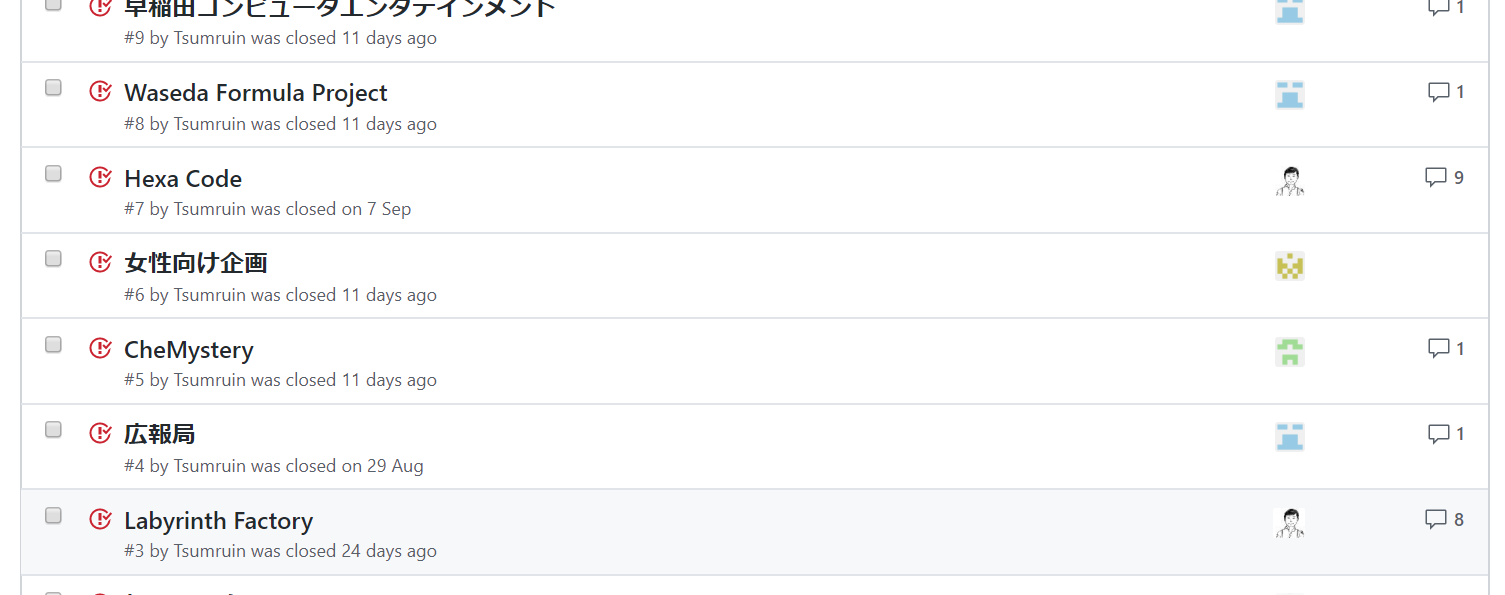 早稲田コンピュータエンタテインメント
1
#9 by Tsumruin was closed 11 days ago
Waseda Formula Project
1
#8 by Tsumruin was closed 11 days ago
Hexa Code
9
#7 by Tsumruin was closed on 7 Sep
女性向け企画
#6 by Tsumruin was closed 11 days ago
CheMystery
1
#5 by Tsumruin was closed 11 days ago
広報局
1
#4 by Tsumruin was closed on 29 Aug
Labyrinth Factory
8
#3 by Tsumruin was closed 24 days ago